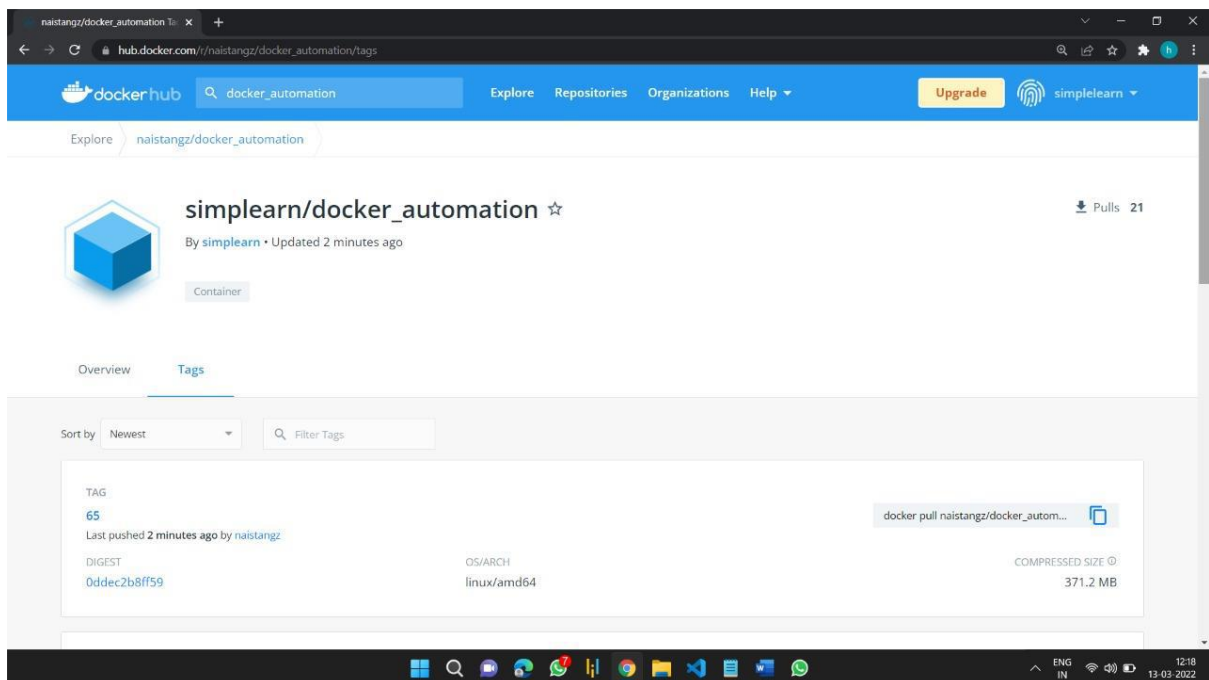 naistangz/docker_automation Ta
hub.docker.com/r/naistangz/docker_automation/tags
h
docker hub
docker_automation
Explore Repositories Organizations Help
Upgrade
simplelearn
Explore naistangz/docker_automation
simplearn/docker_automation
Pulls 21
By simplearn • Updated 2 minutes ago
Container
Overview Tags
Sort by Newest Filter Tags
TAG
65
docker pull naistangz/docker_autom...
Last pushed 2 minutes ago by naistangz
DIGEST OS/ARCH COMPRESSED SIZE
0ddec2b8ff59 linux/amd64 371.2 MB
7
ENG
IN
12:18
13-03-2022